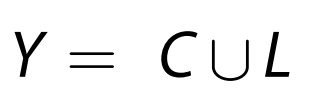 Y = C ∪ L